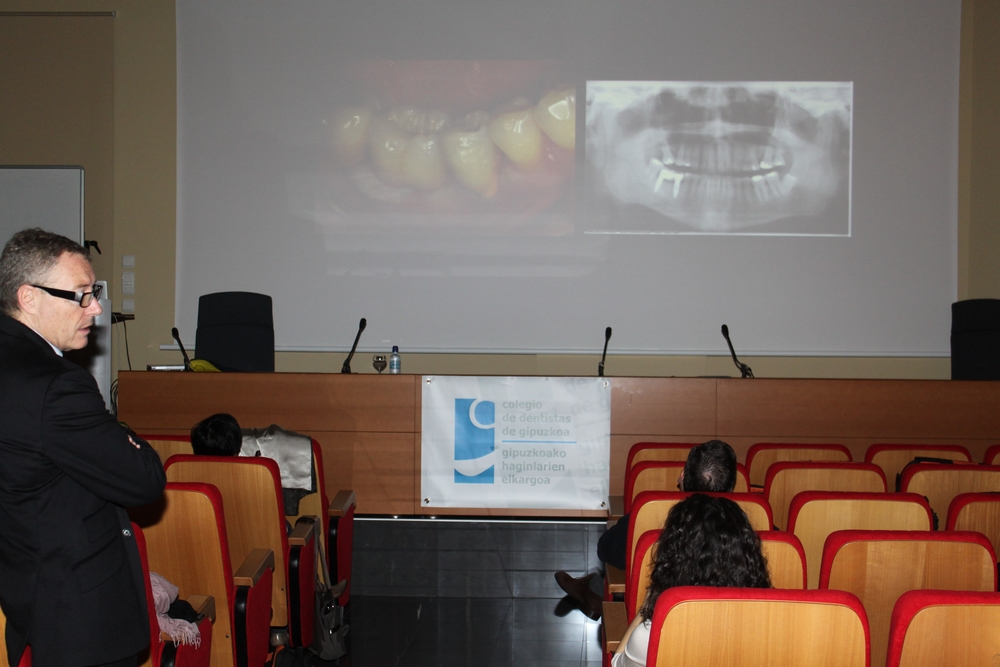 colegio
de dentistas
de gipuzkoa
gipuzkoako
haginlarien
elkargoa